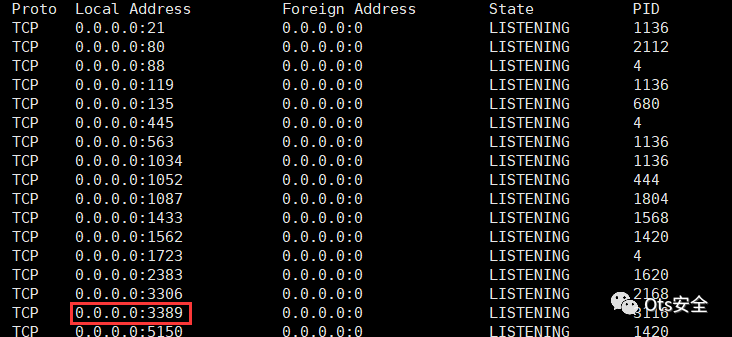 Proto Local Address Foreign Address State PID
TCP 0.0.0.0:21 0.0.0.0:0 LISTENING 1136
TCP 0.0.0.0:80 0.0.0.0:0 LISTENING 2112
TCP 0.0.0.0:88 0.0.0.0:0 LISTENING 4
TCP 0.0.0.0:119 0.0.0.0:0 LISTENING 1136
TCP 0.0.0.0:135 0.0.0.0:0 LISTENING 680
TCP 0.0.0.0:445 0.0.0.0:0 LISTENING 4
TCP 0.0.0.0:563 0.0.0.0:0 LISTENING 1136
TCP 0.0.0.0:1034 0.0.0.0:0 LISTENING 1136
TCP 0.0.0.0:1052 0.0.0.0:0 LISTENING 444
TCP 0.0.0.0:1087 0.0.0.0:0 LISTENING 1804
TCP 0.0.0.0:1433 0.0.0.0:0 LISTENING 1568
TCP 0.0.0.0:1562 0.0.0.0:0 LISTENING 1420
TCP 0.0.0.0:1723 0.0.0.0:0 LISTENING 4
TCP 0.0.0.0:2383 0.0.0.0:0 LISTENING 1620
TCP 0.0.0.0:3306 0.0.0.0:0 LISTENING 2168
TCP 0.0.0.0:3389 0.0.0.0:0 LISTENING 3116
TCP 0.0.0.0:5150 0.0.0.0:0 LISTENING 1420
Ots安全